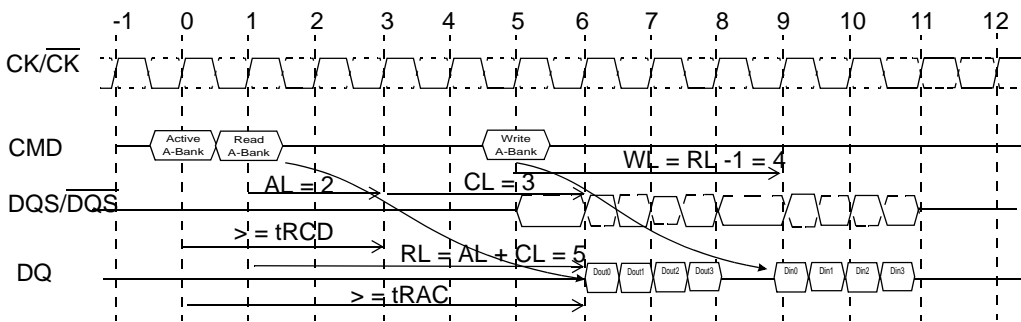 -1 0 1 2 3 4 5 6 7 8 9 10 11 12
CK/CK
CMD
Active
A-Bank
Read
A-Bank
Write
A-Bank
WL = RL -1 = 4
AL = 2
CL = 3
DQS/DQS
> = tRCD
RL = AL + CL = 5
DQ
Dout0 Dout1 Dout2 Dout3
Din0 Din1 Din2 Din3
> = tRAC